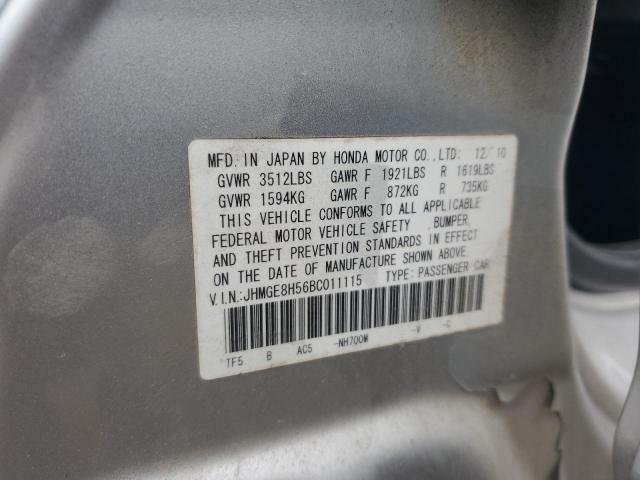 MFD. IN JAPAN BY HONDA MOTOR CO.,LTD. 12/10
GVWR 3512LBS GAWR F 1921LBS R 1619LBS
GVWR 1594KG GAWR F 872KG R 735KG
THIS VEHICLE CONFORMS TO ALL APPLICABLE
FEDERAL MOTOR VEHICLE SAFETY , BUMPER,
AND THEFT PREVENTION STANDARDS IN EFFECT
ON THE DATE OF MANUFACTURE SHOWN ABOVE.
V.I.N.:JHMGE8H56BC011115 TYPE: PASSENGER CAR
TF5 B AC5 -NH700M -V -C